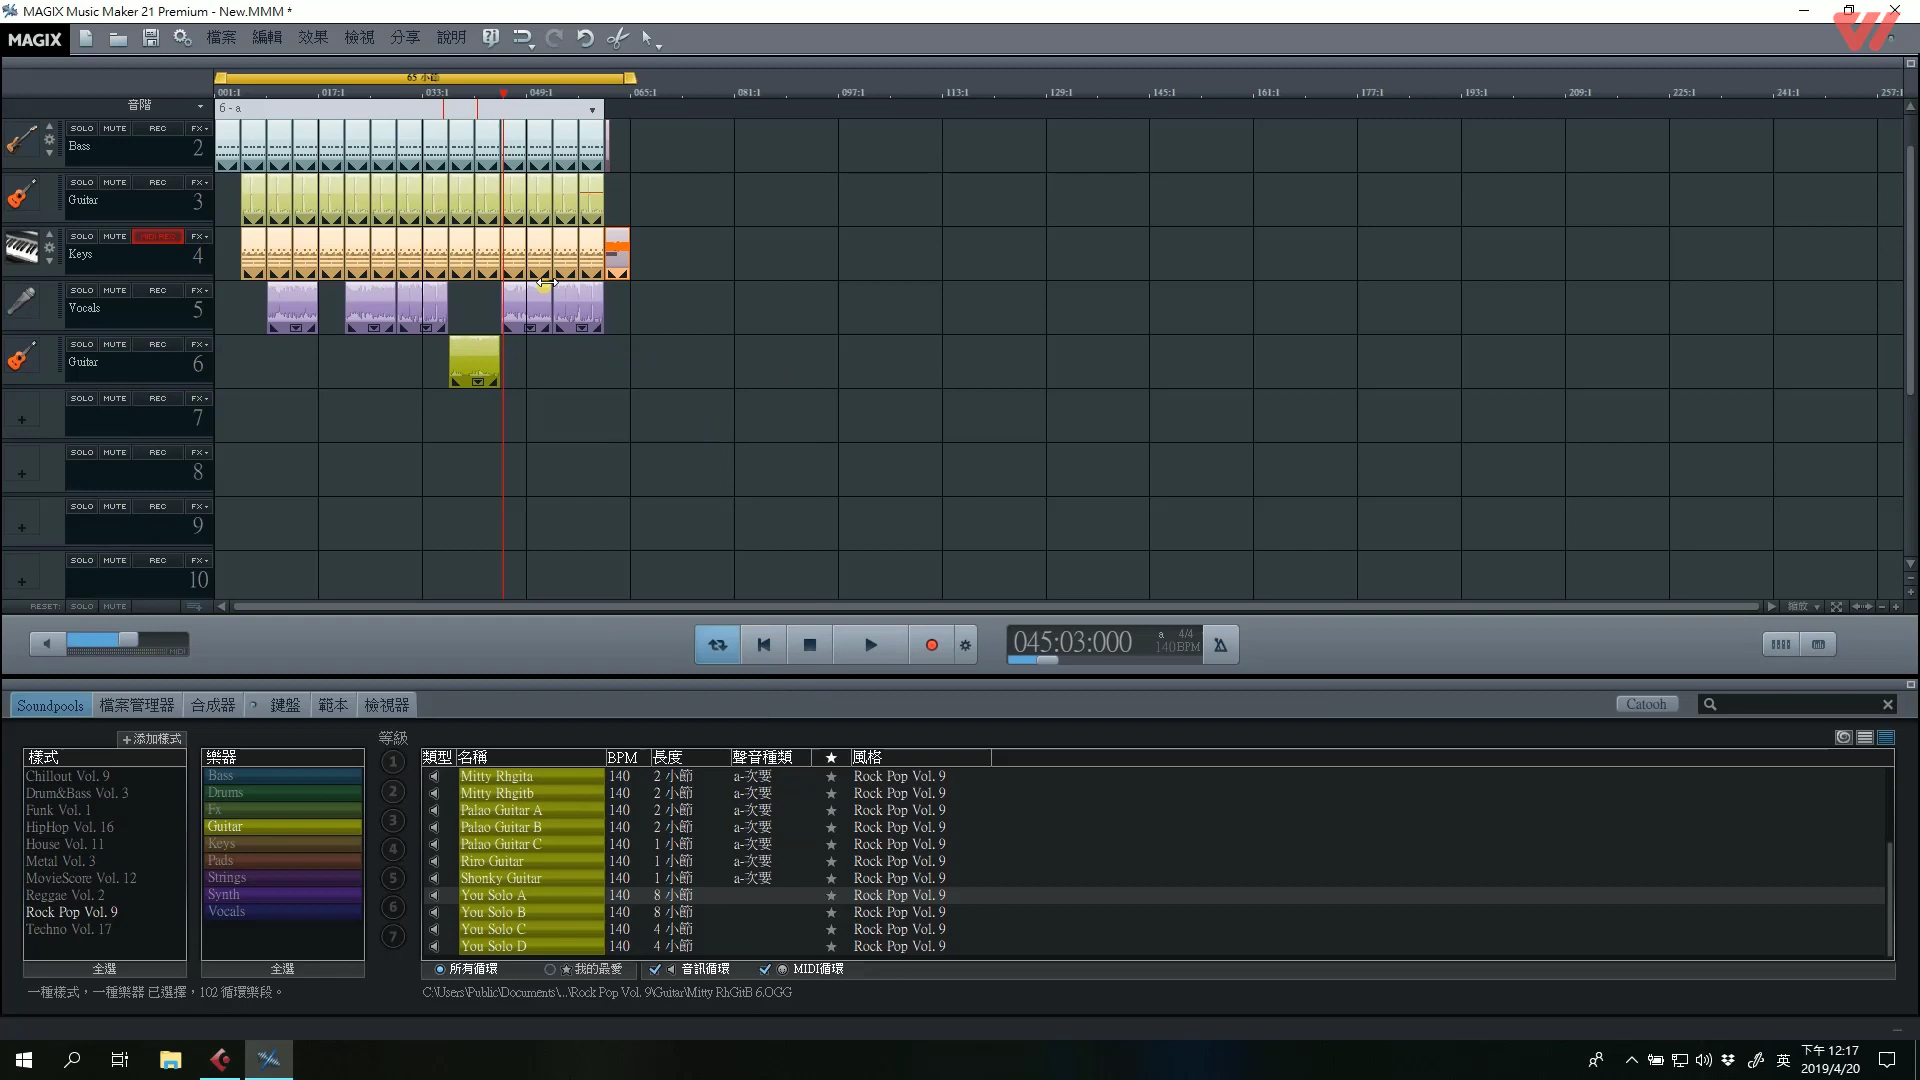 MAGIX Music Maker 21 Premium - New.MMM *
MAGIX 檔案 編輯 效果 檢視 分享 說明
65 小節
001:1 017:1 033:1 049:1 065:1 081:1 097:1 113:1 129:1 145:1 161:1 177:1 193:1 209:1 225:1 241:1 257:1
音階 6 - a
SOLO MUTE REC FX
Bass 2
SOLO MUTE REC FX
Guitar 3
SOLO MUTE MIDI REC FX
Keys 4
SOLO MUTE REC FX
Vocals 5
SOLO MUTE REC FX
Guitar 6
SOLO MUTE REC FX
7
SOLO MUTE REC FX
8
SOLO MUTE REC FX
9
SOLO MUTE REC FX
10
RESET: SOLO MUTE 縮放
MIDI
045:03:000 a 4/4
140 BPM
Soundpools 檔案管理器 合成器 鍵盤 範本 檢視器 Catooh
+添加樣式 等級
樣式 樂器 1 類型 名稱 BPM 長度 聲音種類 ★ 風格
Chillout Vol. 9 Bass Mitty Rhgita 140 2 小節 a-次要 ★ Rock Pop Vol. 9
Drum&Bass Vol. 3 Drums 2 Mitty Rhgitb 140 2 小節 a-次要 ★ Rock Pop Vol. 9
Funk Vol. 1 Fx 3 Palao Guitar A 140 2 小節 a-次要 ★ Rock Pop Vol. 9
HipHop Vol. 16 Guitar Palao Guitar B 140 2 小節 a-次要 ★ Rock Pop Vol. 9
House Vol. 11 Keys 4 Palao Guitar C 140 1 小節 a-次要 ★ Rock Pop Vol. 9
Metal Vol. 3 Pads Riro Guitar 140 1 小節 a-次要 ★ Rock Pop Vol. 9
MovieScore Vol. 12 Strings 5 Shonky Guitar 140 1 小節 a-次要 ★ Rock Pop Vol. 9
Reggae Vol. 2 Synth You Solo A 140 8 小節 ★ Rock Pop Vol. 9
Rock Pop Vol. 9 Vocals 6 You Solo B 140 8 小節 ★ Rock Pop Vol. 9
Techno Vol. 17 7 You Solo C 140 4 小節 ★ Rock Pop Vol. 9
You Solo D 140 4 小節 ★ Rock Pop Vol. 9
全選 全選 所有循環 ★我的最愛 音訊循環 MIDI循環
一種樣式，一種樂器 已選擇，102 循環樂段。 C:\Users\Public\Documents\...\Rock Pop Vol. 9\Guitar\Mitty RhGitB 6.OGG
英 下午 12:17
2019/4/20